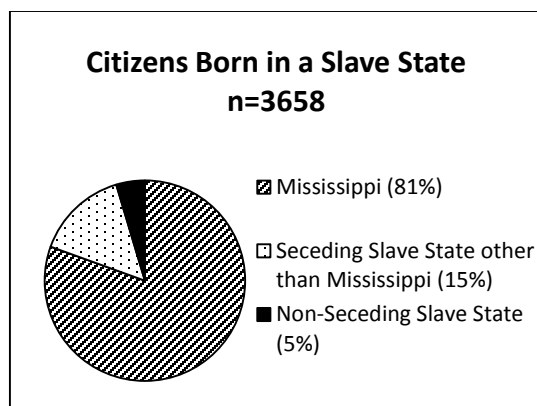 Citizens Born in a Slave State
n=3658
Mississippi (81%)
Seceding Slave State other
than Mississippi (15%)
Non-Seceding Slave State
(5%)